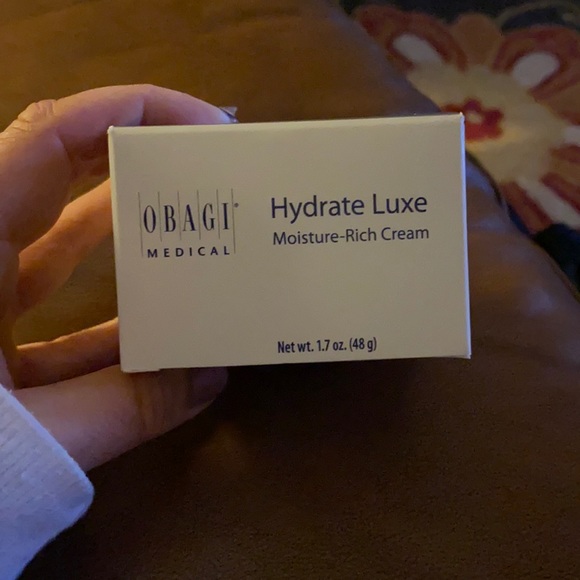 OBAGI®
MEDICAL
Hydrate Luxe
Moisture-Rich Cream
Net wt. 1.7 oz. (48 g)